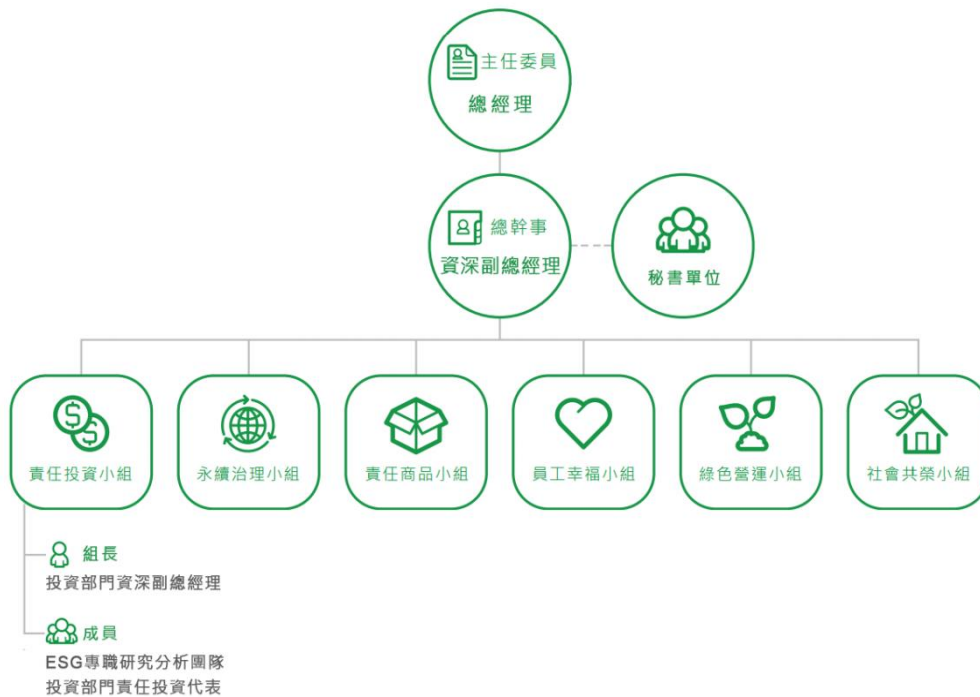 主任委員
總經理
總幹事
資深副總經理
秘書單位
責任投資小組
永續治理小組
責任商品小組
員工幸福小組
綠色營運小組
社會共榮小組
組長
投資部門資深副總經理
成員
ESG專職研究分析團隊
投資部門責任投資代表